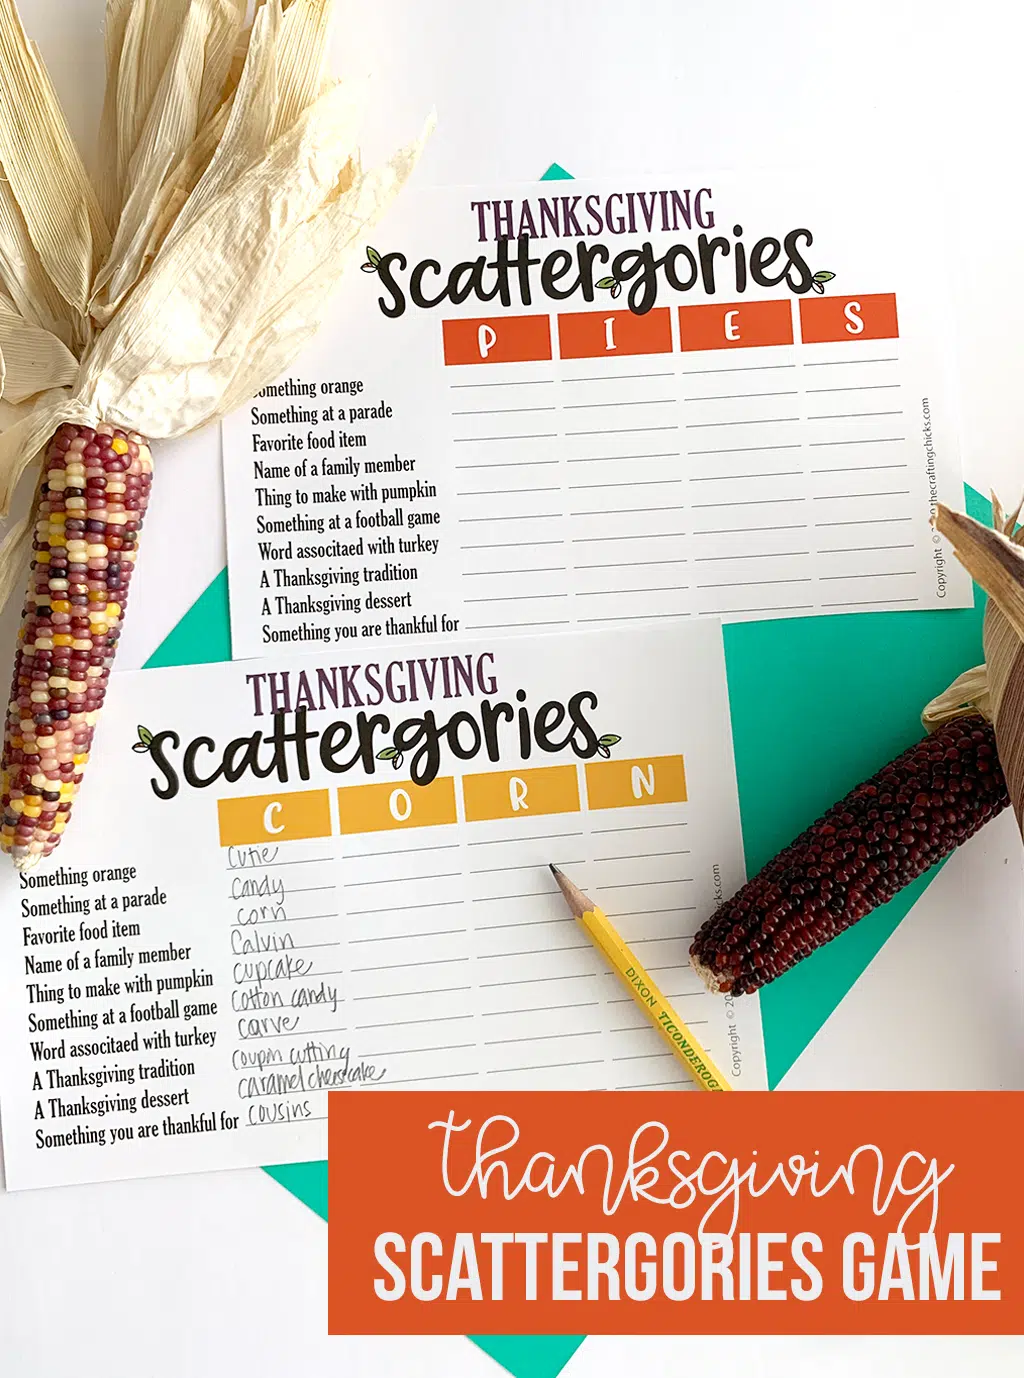 THANKSGIVING
Scattergories
P I E S
Something orange
Something at a parade
Favorite food item
Name of a family member
Thing to make with pumpkin
Something at a football game
Word associtaed with turkey
A Thanksgiving tradition
A Thanksgiving dessert
Something you are thankful for
thecraftingchicks.com
Copyright ©
THANKSGIVING
Scattergories
C O R N
Something orange Cutie
Something at a parade Candy
Favorite food item corn
Name of a family member Calvin
Thing to make with pumpkin cupcake
Something at a football game cotton candy
Word associtaed with turkey carve
A Thanksgiving tradition coupon cutting
A Thanksgiving dessert caramel cheesecake
Something you are thankful for cousins
Copyright ©
DIXON TICONDEROGA
thanksgiving
SCATTERGORIES GAME